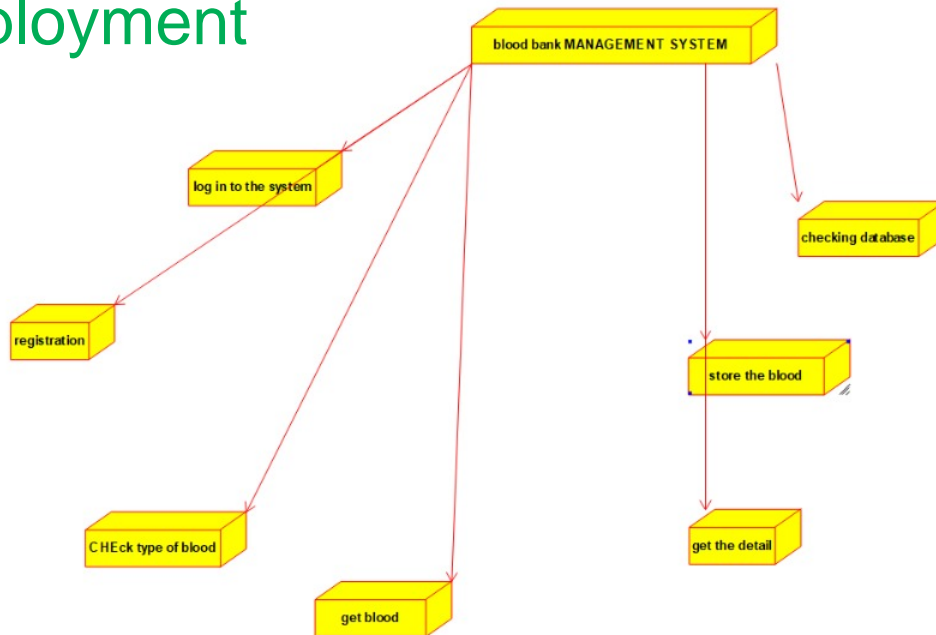 ployment
blood bank MANAGEMENT SYSTEM
log in to the system
checking database
registration
store the blood
CHEck type of blood
get the detail
get blood